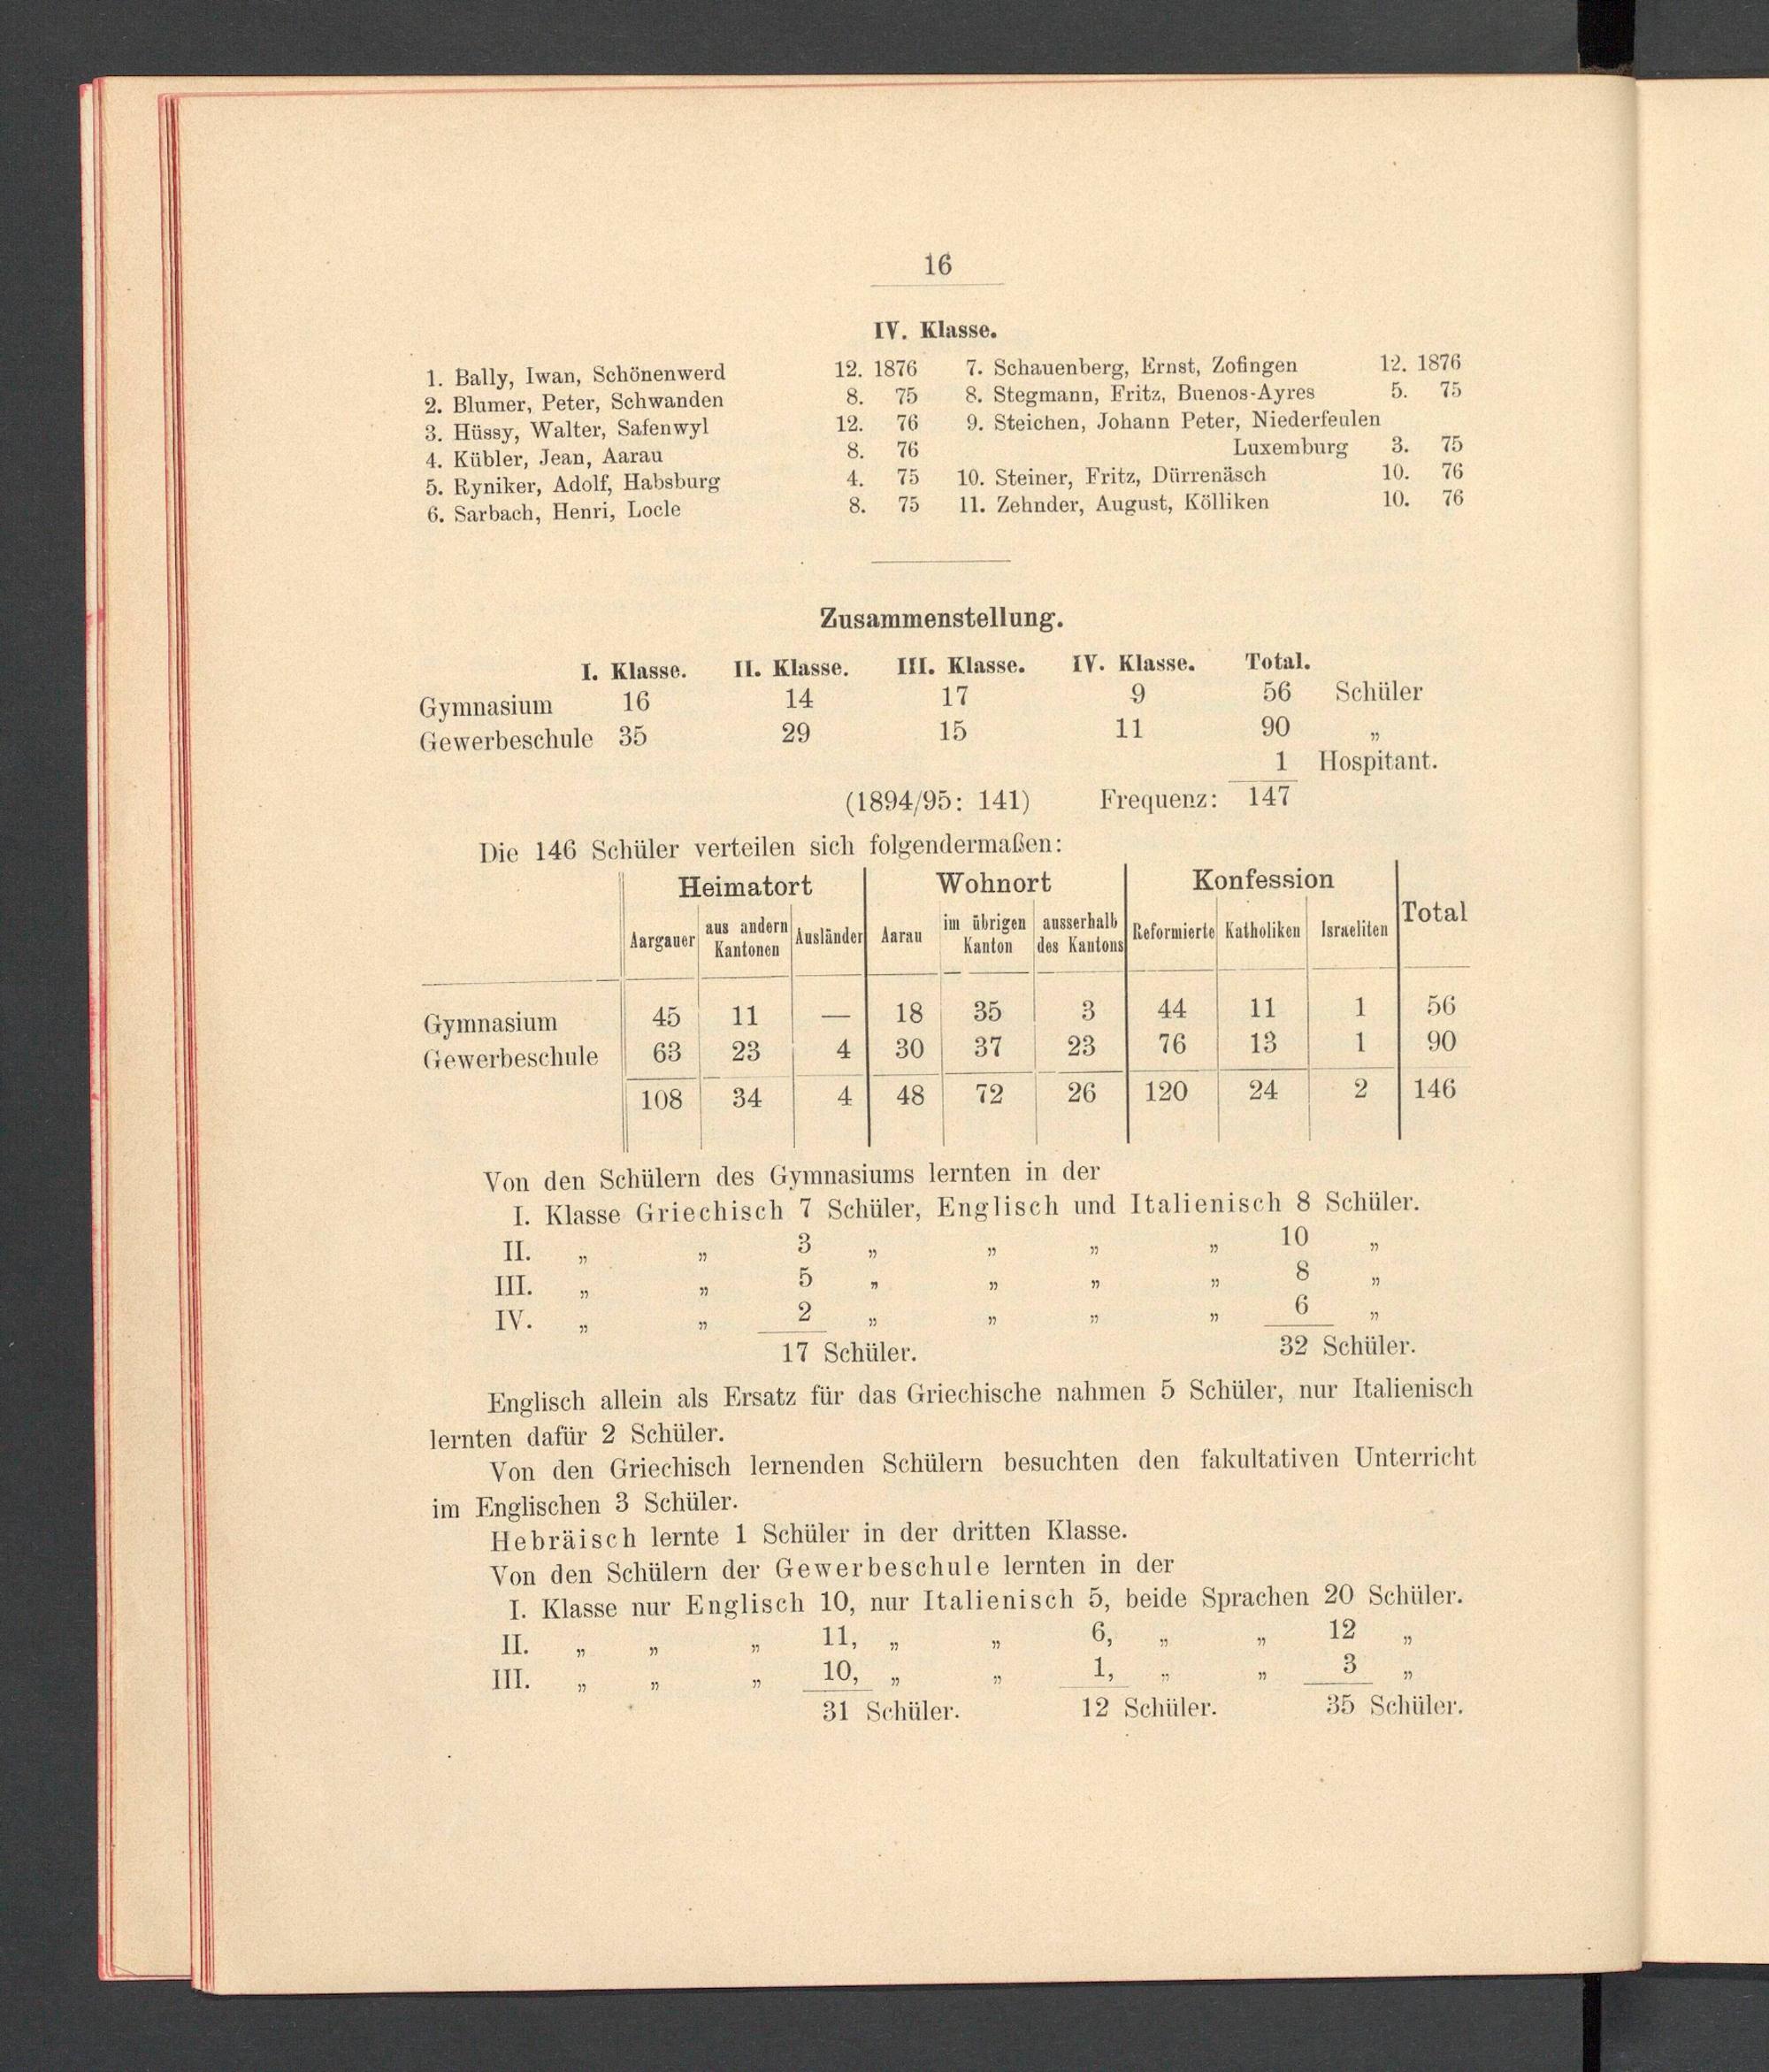 16
IV. Klasse.
1. Bally, Iwan, Schönenwerd 12. 1876
2. Blumer, Peter, Schwanden 8. 75
3. Hüssy, Walter, Safenwyl 12. 76
4. Kübler, Jean, Aarau 8. 76
5. Ryniker, Adolf, Habsburg 4. 75
6. Sarbach, Henri, Locle 8. 75
7. Schauenberg, Ernst, Zofingen 12. 1876
8. Stegmann, Fritz, Buenos-Ayres 5. 75
9. Steichen, Johann Peter, Niederfeulen
Luxemburg 3. 75
10. Steiner, Fritz, Dürrenäsch 10. 76
11. Zehnder, August, Kölliken 10. 76
Zusammenstellung.
I. Klasse. II. Klasse. III. Klasse. IV. Klasse. Total.
Gymnasium 16 14 17 9 56 Schüler
Gewerbeschule 35 29 15 11 90 „
1 Hospitant.
(1894/95: 141) Frequenz: 147
Die 146 Schüler verteilen sich folgendermaßen:
Heimatort Wohnort Konfession Total
Aargauer aus andern Kantonen Ausländer Aarau im übrigen Kanton ausserhalb des Kantons Reformierte Katholiken Israeliten
Gymnasium 45 11 — 18 35 3 44 11 1 56
Gewerbeschule 63 23 4 30 37 23 76 13 1 90
108 34 4 48 72 26 120 24 2 146
Von den Schülern des Gymnasiums lernten in der
I. Klasse Griechisch 7 Schüler, Englisch und Italienisch 8 Schüler.
II. „ „ 3 „ „ „ „ 10 „
III. „ „ 5 „ „ „ „ 8 „
IV. „ „ 2 „ „ „ „ 6 „
17 Schüler. 32 Schüler.
Englisch allein als Ersatz für das Griechische nahmen 5 Schüler, nur Italienisch
lernten dafür 2 Schüler.
Von den Griechisch lernenden Schülern besuchten den fakultativen Unterricht
im Englischen 3 Schüler.
Hebräisch lernte 1 Schüler in der dritten Klasse.
Von den Schülern der Gewerbeschule lernten in der
I. Klasse nur Englisch 10, nur Italienisch 5, beide Sprachen 20 Schüler.
II. „ „ „ 11, „ „ 6, „ „ 12 „
III. „ „ „ 10, „ „ 1, „ „ 3 „
31 Schüler. 12 Schüler. 35 Schüler.